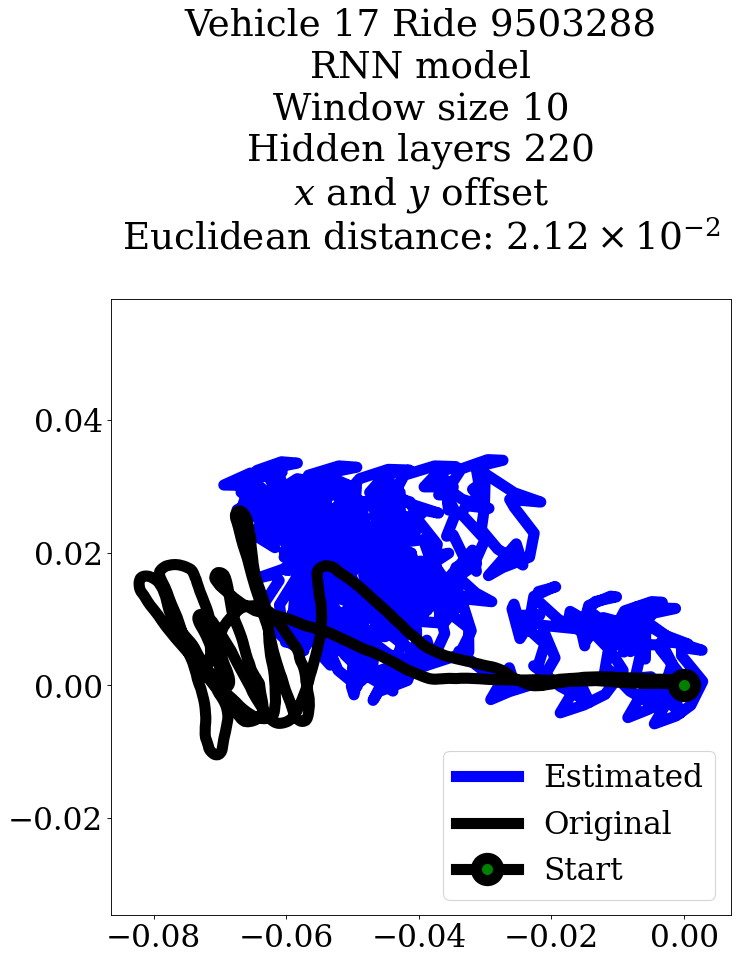 Vehicle 17 Ride 9503288
RNN model
Window size 10
Hidden layers 220
x and y offset
Euclidean distance: 2.12 × 10⁻²
0.04
0.02
0.00
−0.02
Estimated
Original
Start
−0.08 −0.06 −0.04 −0.02 0.00